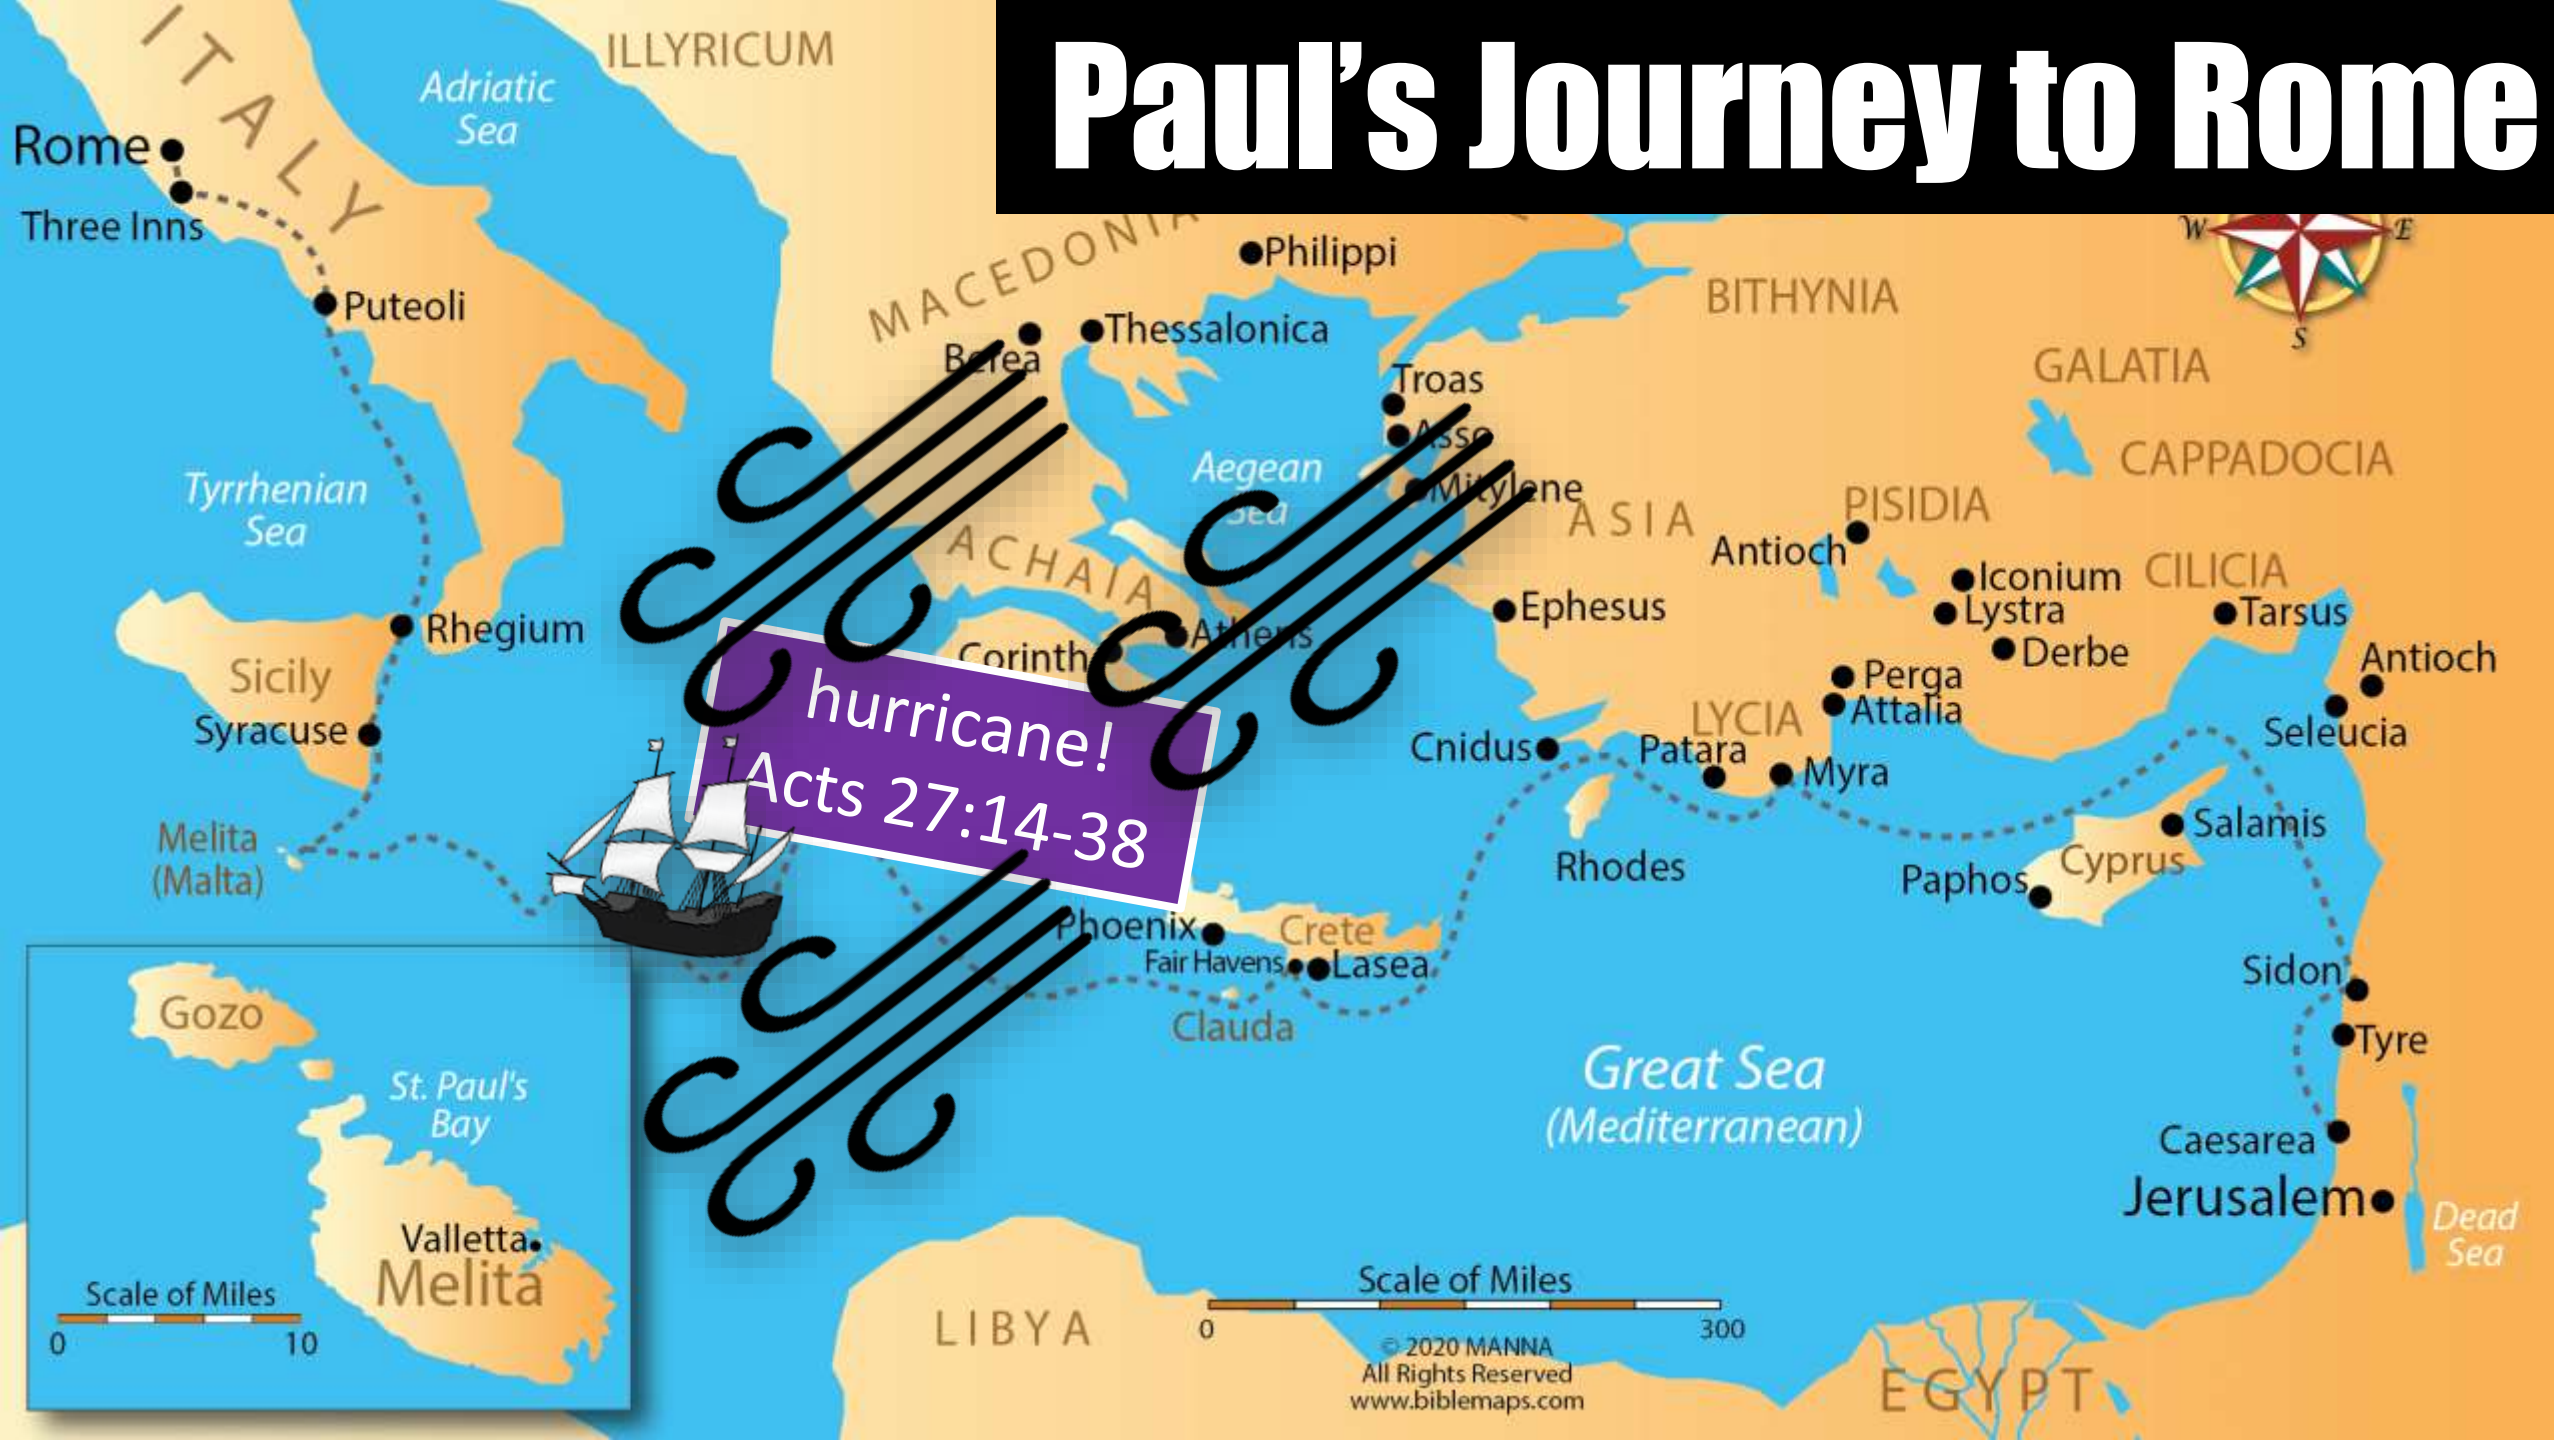 Paul’s Journey to Rome
ITALY
ILLYRICUM
Adriatic
Sea
Rome
Three Inns
Puteoli
Tyrrhenian
Sea
Rhegium
Sicily
Syracuse
Melita
(Malta)
MACEDONIA
Philippi
Thessalonica
Berea
W
E
S
BITHYNIA
GALATIA
CAPPADOCIA
Troas
Asso
Mitylene
Aegean
Sea
ASIA
PISIDIA
Antioch
Iconium
Lystra
Derbe
CILICIA
Tarsus
Antioch
Seleucia
ACHAIA
Athens
Corinth
Ephesus
Perga
Attalia
LYCIA
Cnidus
Patara
Myra
Rhodes
Salamis
Cyprus
Paphos
hurricane!
Acts 27:14-38
Phoenix
Crete
Fair Havens
Lasea
Clauda
Sidon
Tyre
Caesarea
Jerusalem
Dead
Sea
Great Sea
(Mediterranean)
Gozo
St. Paul's
Bay
Valletta
Melita
Scale of Miles
0 10
LIBYA
Scale of Miles
0 300
© 2020 MANNA
All Rights Reserved
www.biblemaps.com
EGYPT